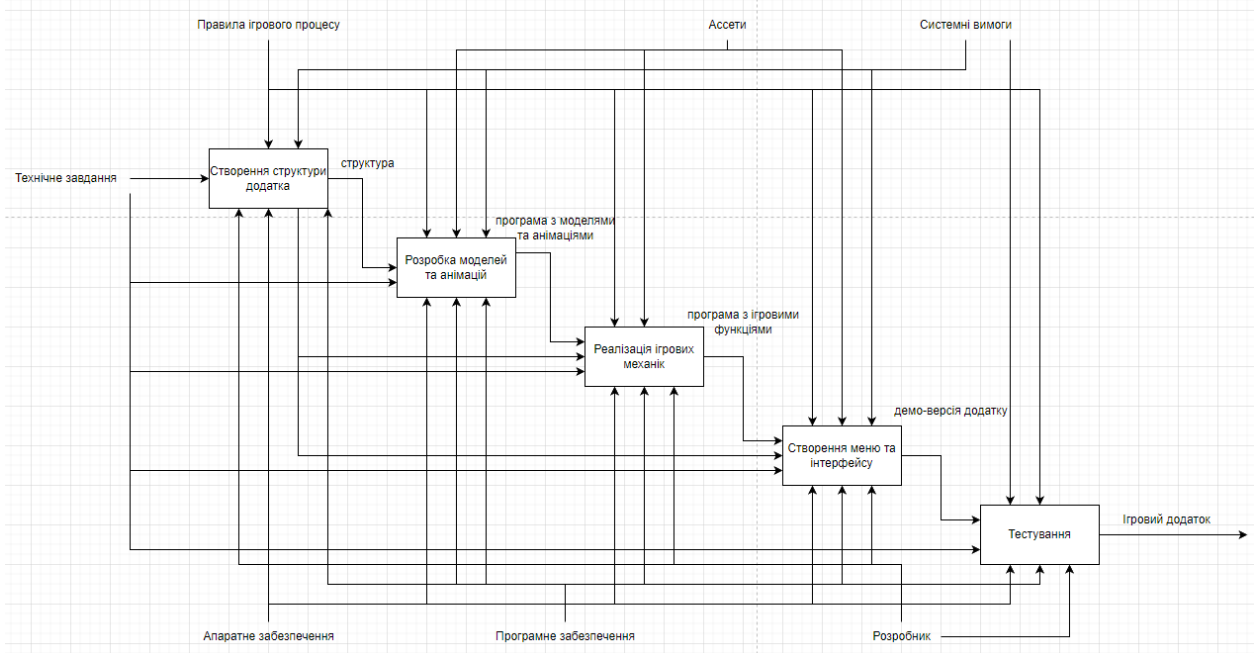 Правила ігрового процесу
Ассети
Системні вимоги
Технічне завдання
Створення структури
додатка
структура
програма з моделями
та анімаціями
Розробка моделей
та анімацій
програма з ігровими
функціями
Реалізація ігрових
механік
демо-версія додатку
Створення меню та
інтерфейсу
Тестування
Ігровий додаток
Апаратне забезпечення
Програмне забезпечення
Розробник